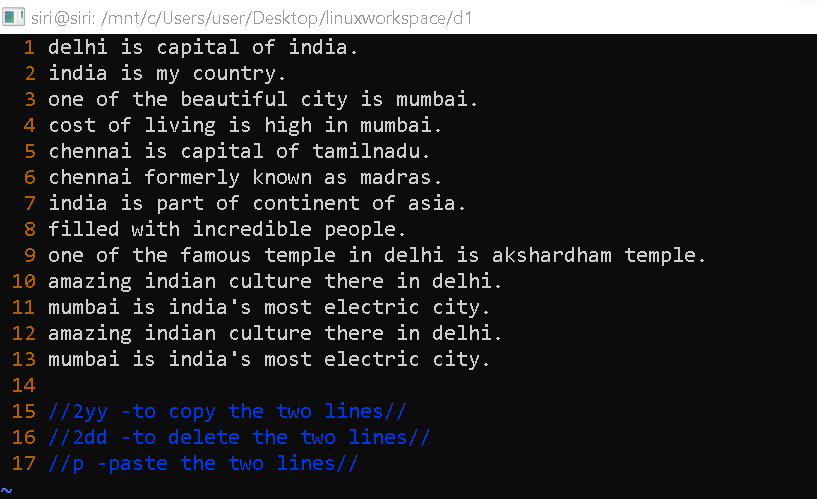 siri@siri: /mnt/c/Users/user/Desktop/linuxworkspace/d1
1 delhi is capital of india.
2 india is my country.
3 one of the beautiful city is mumbai.
4 cost of living is high in mumbai.
5 chennai is capital of tamilnadu.
6 chennai formerly known as madras.
7 india is part of continent of asia.
8 filled with incredible people.
9 one of the famous temple in delhi is akshardham temple.
10 amazing indian culture there in delhi.
11 mumbai is india's most electric city.
12 amazing indian culture there in delhi.
13 mumbai is india's most electric city.
14
15 //2yy -to copy the two lines//
16 //2dd -to delete the two lines//
17 //p -paste the two lines//
~